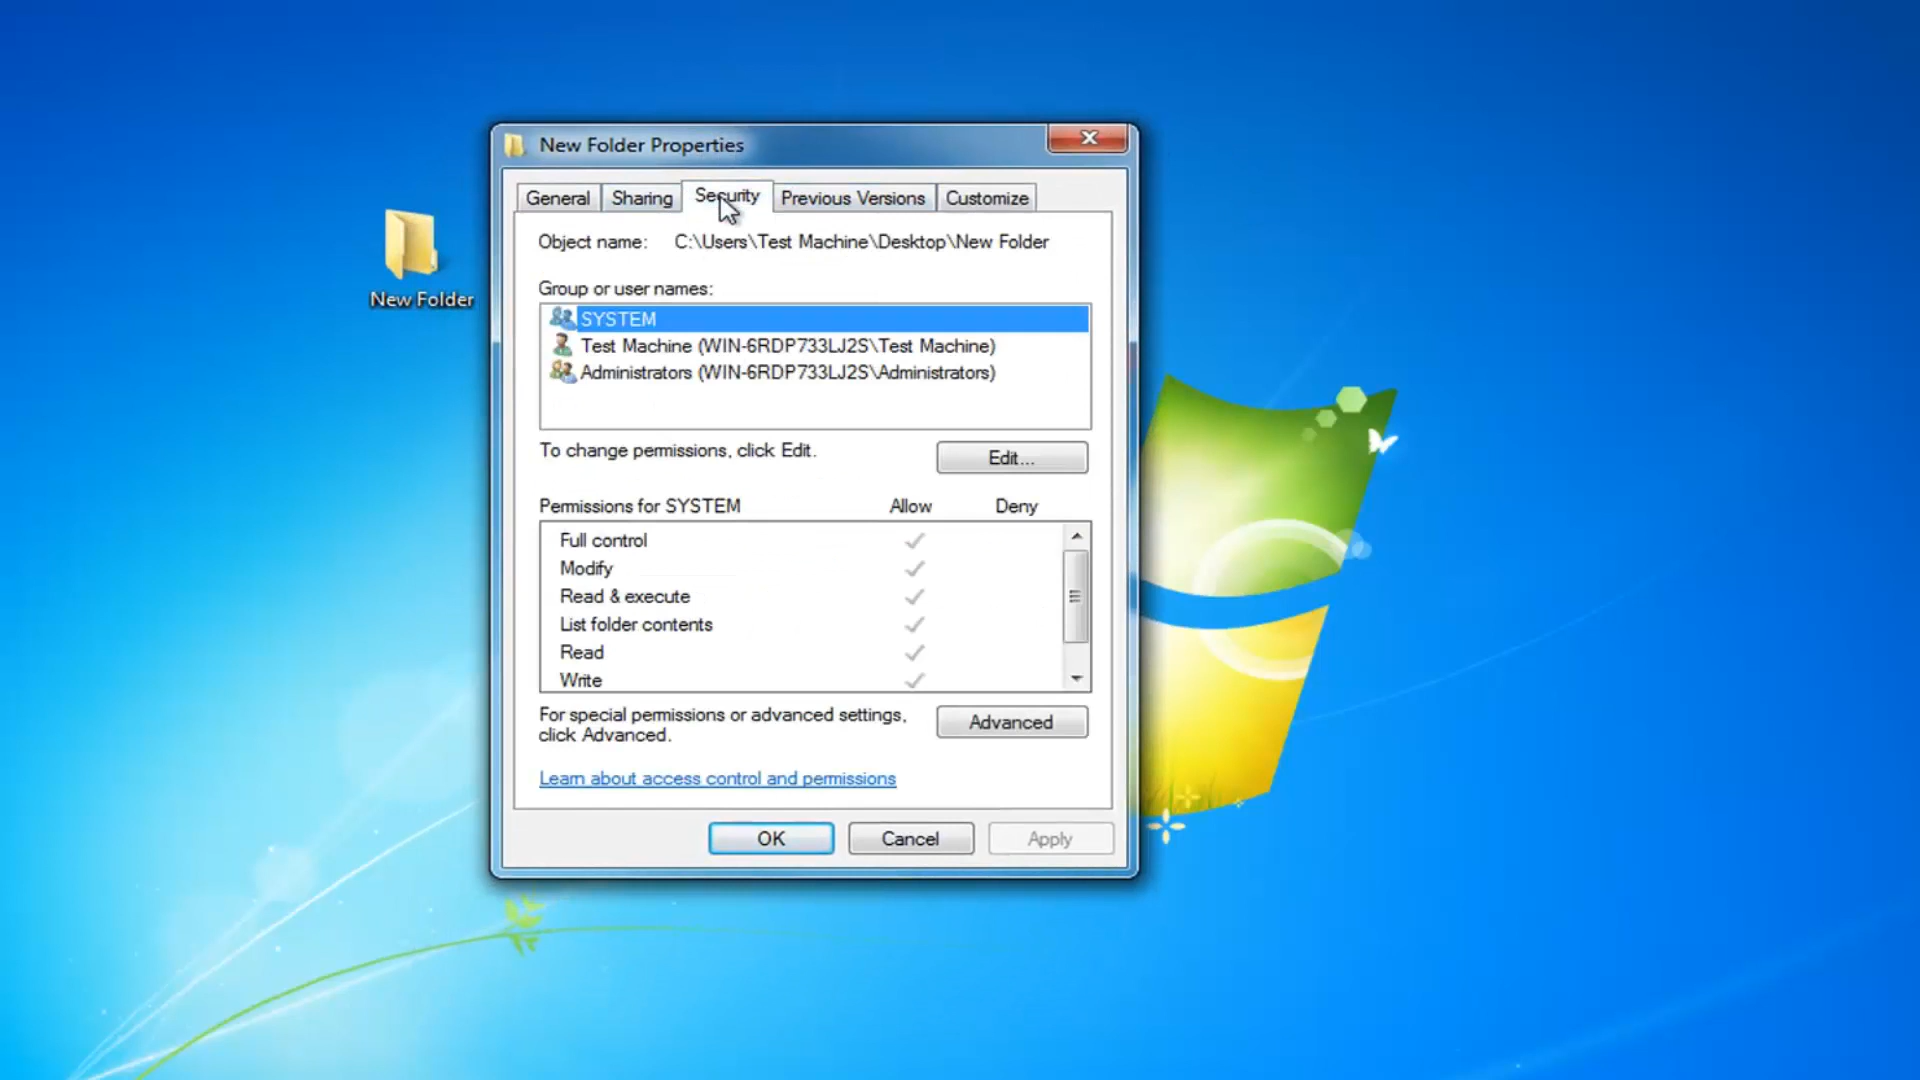 New Folder Properties
General
Sharing
Security
Previous Versions
Customize
Object name: C:\Users\Test Machine\Desktop\New Folder
New Folder
Group or user names:
SYSTEM
Test Machine (WIN-6RDP733LJ2S\Test Machine)
Administrators (WIN-6RDP733LJ2S\Administrators)
To change permissions, click Edit.
Edit...
Permissions for SYSTEM
Allow
Deny
Full control
Modify
Read & execute
List folder contents
Read
Write
For special permissions or advanced settings,
click Advanced.
Advanced
Learn about access control and permissions
OK
Cancel
Apply